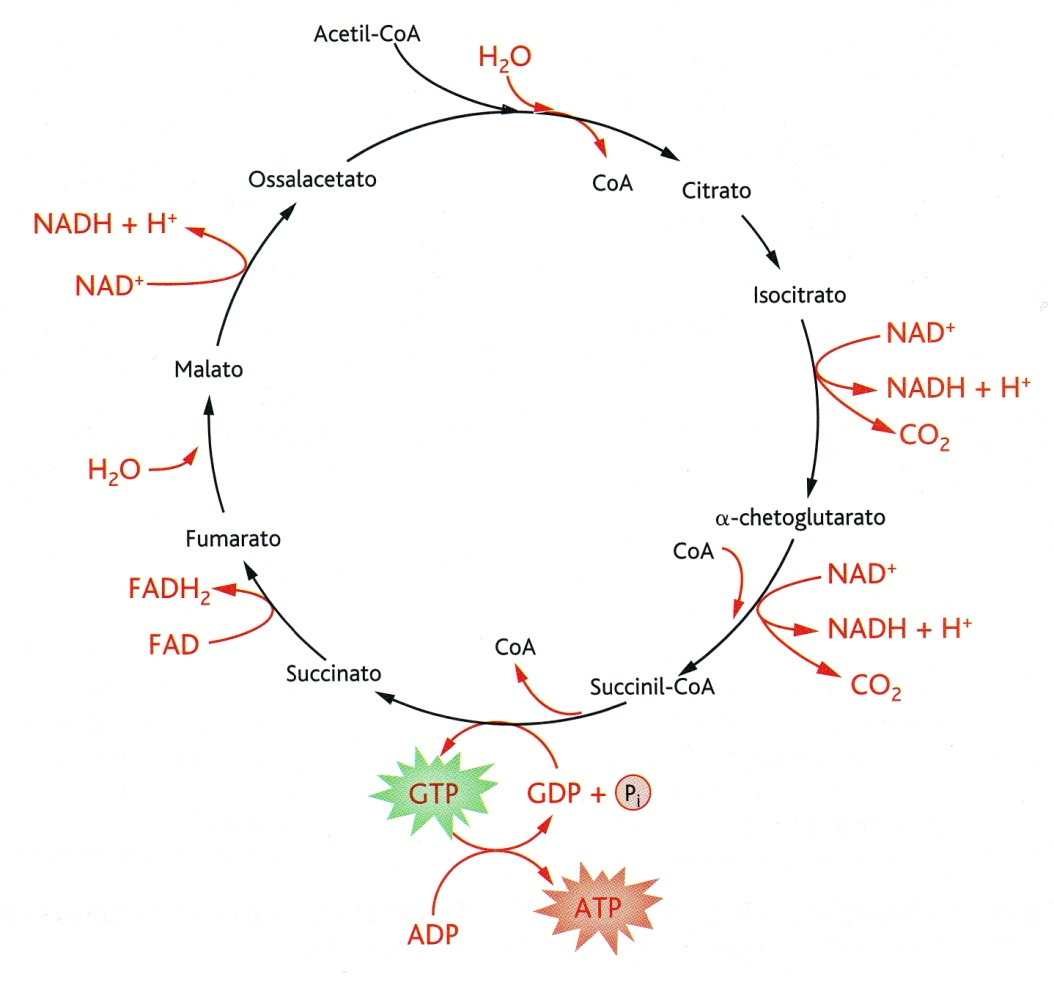 Acetil-CoA
H₂O
CoA
Ossalacetato
Citrato
NADH + H⁺
NAD⁺
Isocitrato
NAD⁺
NADH + H⁺
CO₂
Malato
H₂O
α-chetoglutarato
Fumarato
CoA
NAD⁺
FADH₂
NADH + H⁺
FAD
CoA
Succinato
Succinil-CoA
CO₂
GTP
GDP + Pᵢ
ATP
ADP